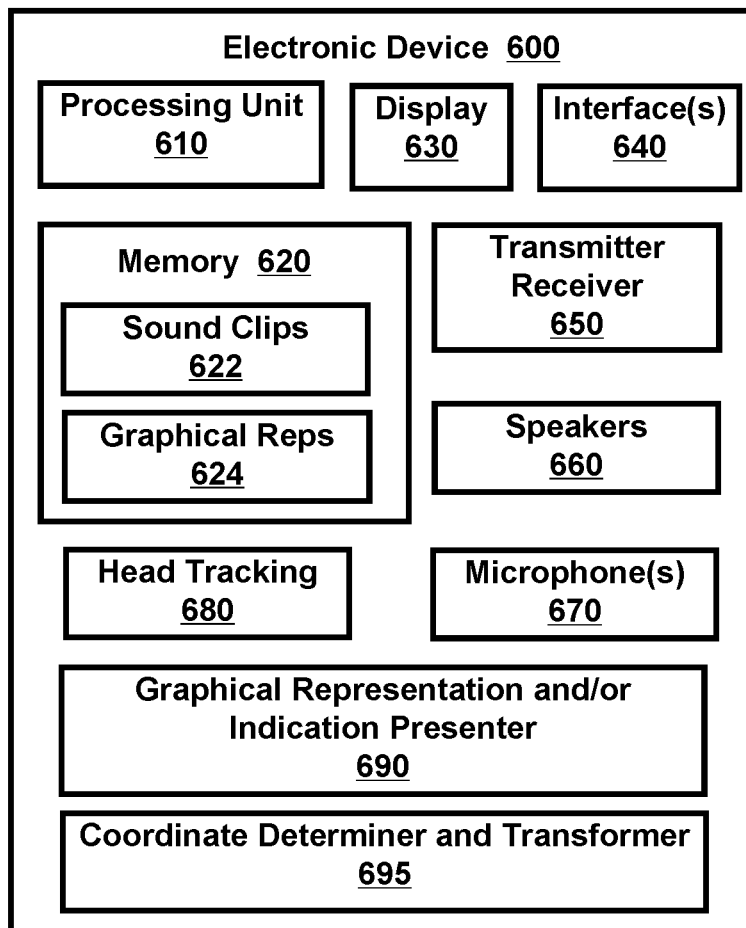 Electronic Device 600
Processing Unit
610
Display
630
Interface(s)
640
Memory 620
Sound Clips
622
Graphical Reps
624
Transmitter
Receiver
650
Speakers
660
Head Tracking
680
Microphone(s)
670
Graphical Representation and/or
Indication Presenter
690
Coordinate Determiner and Transformer
695